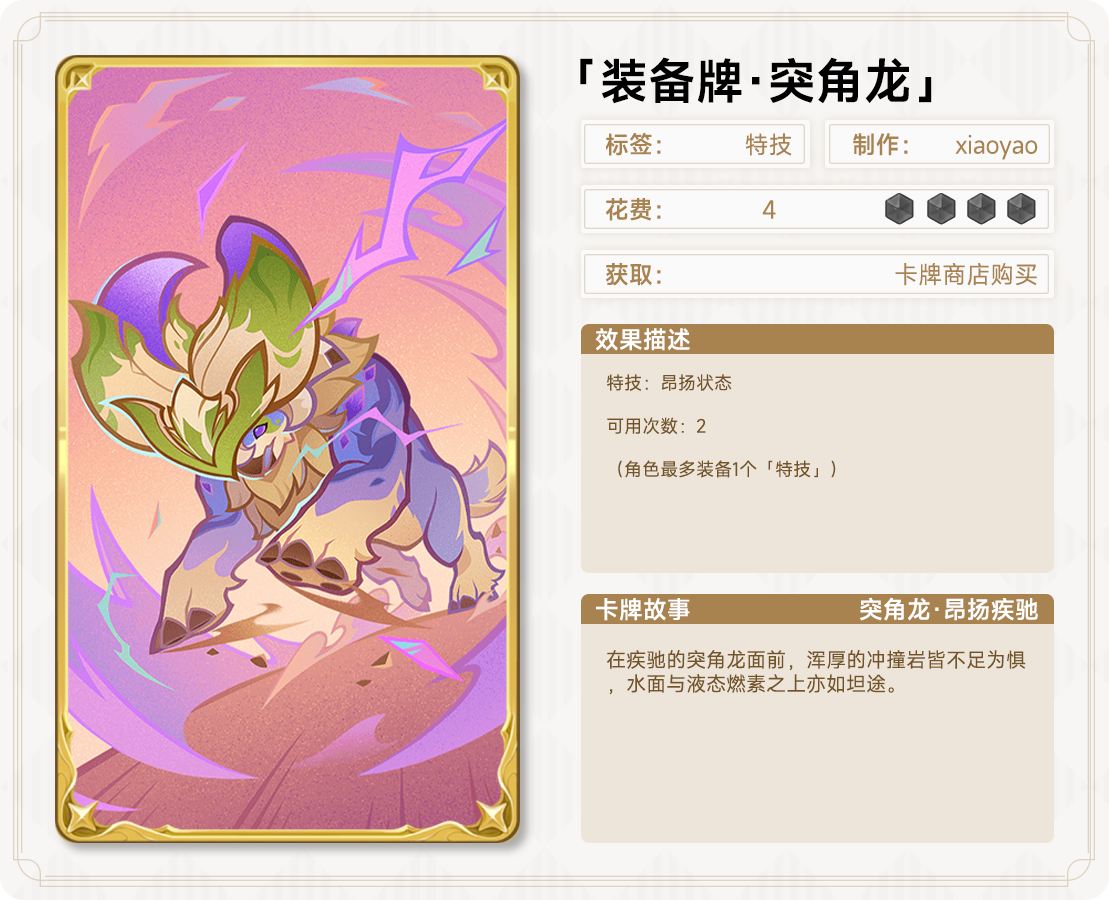 「装备牌·突角龙」
标签： 特技 制作： xiaoyao
花费： 4
获取： 卡牌商店购买
效果描述
特技：昂扬状态
可用次数：2
（角色最多装备1个「特技」）
卡牌故事 突角龙·昂扬疾驰
在疾驰的突角龙面前，浑厚的冲撞岩皆不足为惧
，水面与液态燃素之上亦如坦途。